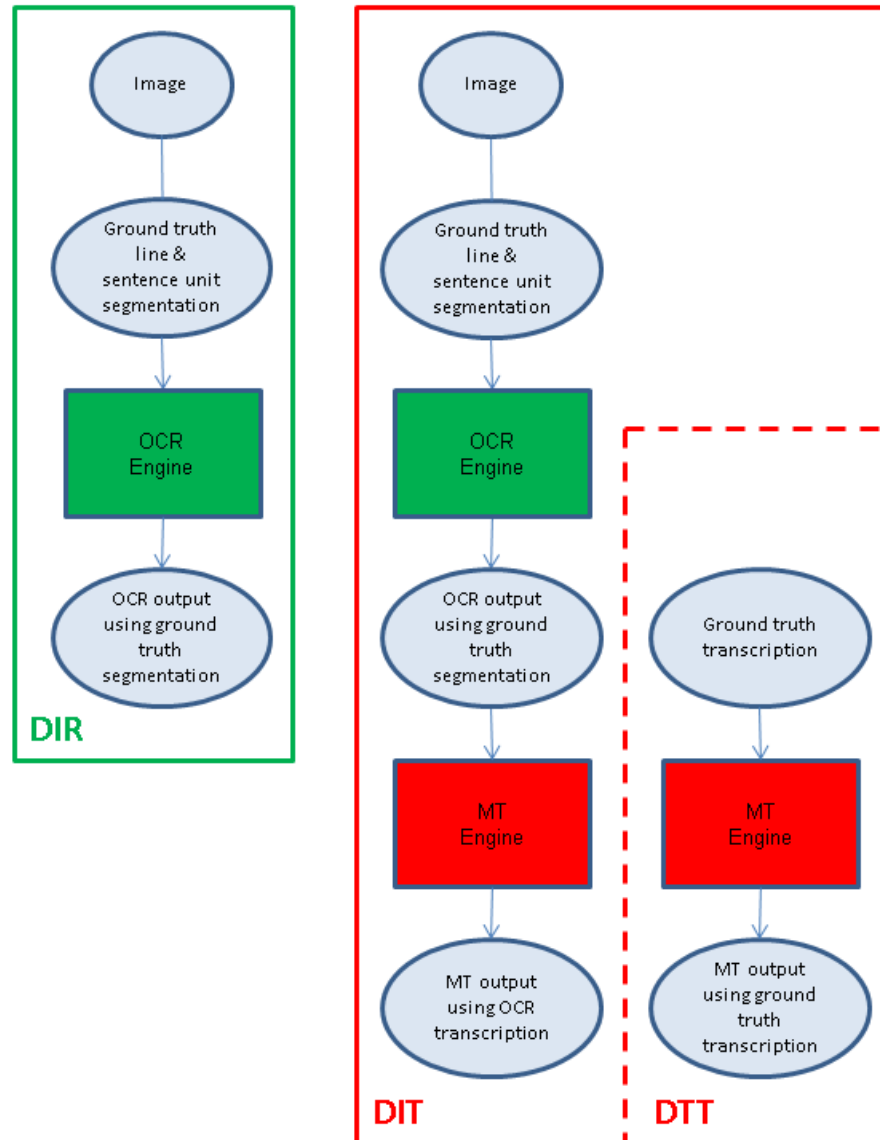 Image
Ground truth
line &
sentence unit
segmentation
OCR
Engine
OCR output
using ground
truth
segmentation
DIR
Image
Ground truth
line &
sentence unit
segmentation
OCR
Engine
OCR output
using ground
truth
segmentation
MT
Engine
MT output
using OCR
transcription
DIT
Ground truth
transcription
MT
Engine
MT output
using ground
truth
transcription
DTT